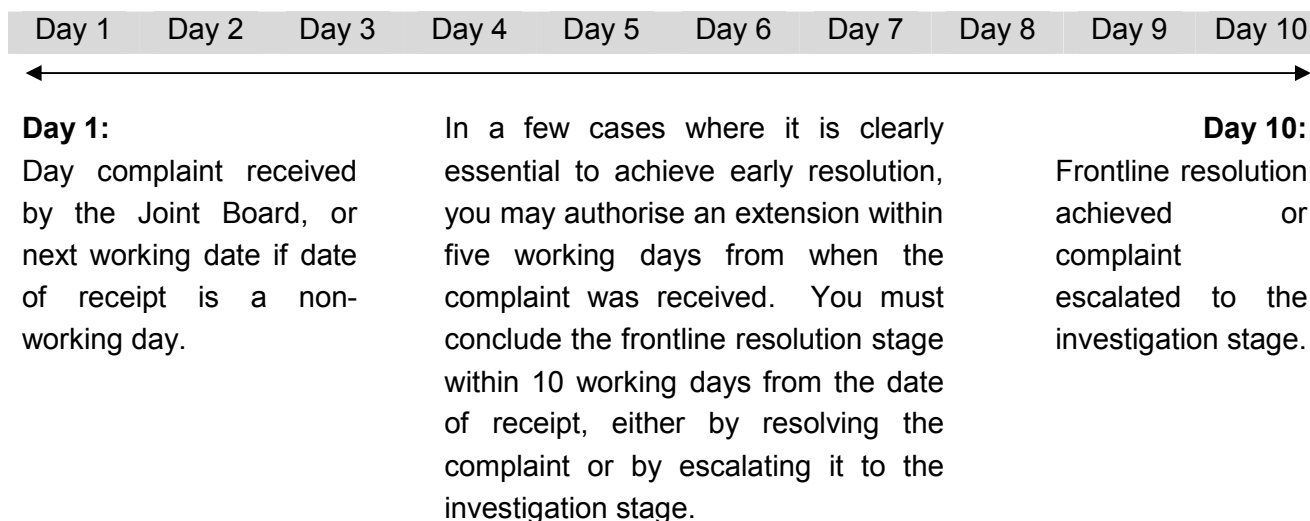 Day 1 Day 2 Day 3 Day 4 Day 5 Day 6 Day 7 Day 8 Day 9 Day 10
Day 1:
Day complaint received
by the Joint Board, or
next working date if date
of receipt is a non-
working day.
In a few cases where it is clearly
essential to achieve early resolution,
you may authorise an extension within
five working days from when the
complaint was received. You must
conclude the frontline resolution stage
within 10 working days from the date
of receipt, either by resolving the
complaint or by escalating it to the
investigation stage.
Day 10:
Frontline resolution
achieved or
complaint
escalated to the
investigation stage.